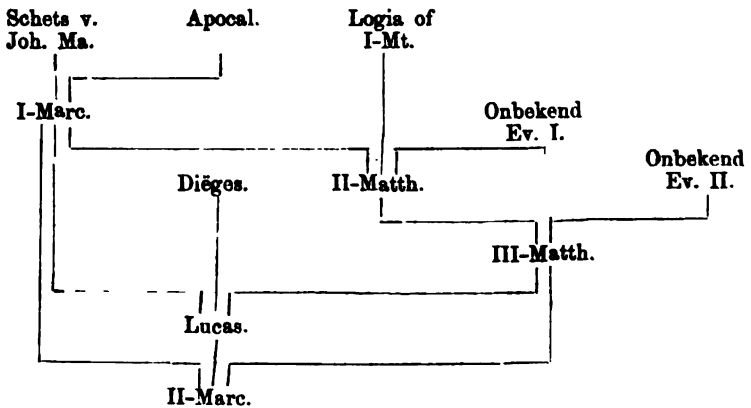 Schets v.
Joh. Ma.
Apocal.
Logia of
I-Mt.
I-Marc.
Onbekend
Ev. I.
Onbekend
Ev. II.
Diëges.
II-Matth.
III-Matth.
Lucas.
II-Marc.